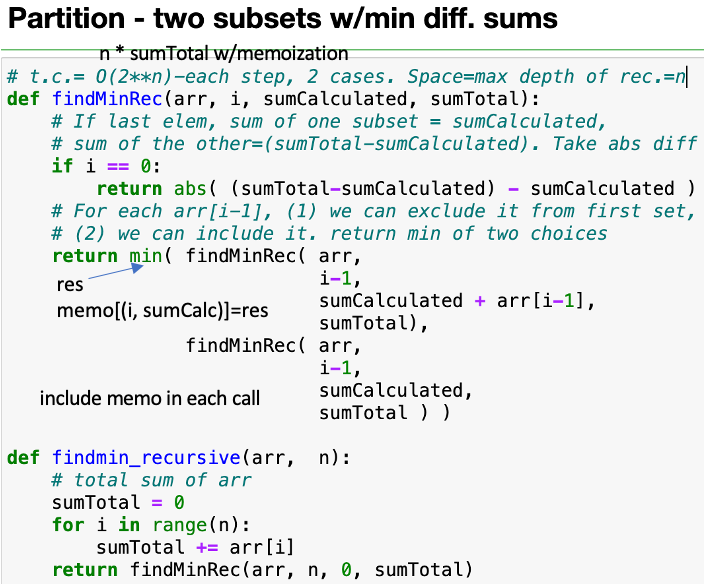 Partition - two subsets w/min diff. sums
n * sumTotal w/memoization
# t.c.= O(2**n)-each step, 2 cases. Space=max depth of rec.=n
def findMinRec(arr, i, sumCalculated, sumTotal):
# If last elem, sum of one subset = sumCalculated,
# sum of the other=(sumTotal-sumCalculated). Take abs diff
if i == 0:
return abs( (sumTotal-sumCalculated) - sumCalculated )
# For each arr[i-1], (1) we can exclude it from first set,
# (2) we can include it. return min of two choices
return min( findMinRec( arr,
i-1,
res
sumCalculated + arr[i-1],
memo[(i, sumCalc)]=res
sumTotal),
findMinRec( arr,
i-1,
sumCalculated,
include memo in each call
sumTotal ) )
def findmin_recursive(arr, n):
# total sum of arr
sumTotal = 0
for i in range(n):
sumTotal += arr[i]
return findMinRec(arr, n, 0, sumTotal)